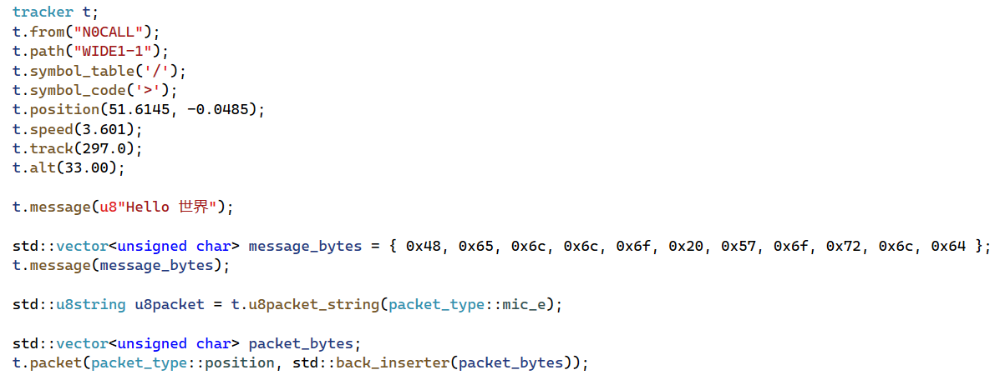 tracker t;
t.from("N0CALL");
t.path("WIDE1-1");
t.symbol_table('/');
t.symbol_code('>');
t.position(51.6145, -0.0485);
t.speed(3.601);
t.track(297.0);
t.alt(33.00);

t.message(u8"Hello 世界");

std::vector<unsigned char> message_bytes = { 0x48, 0x65, 0x6c, 0x6c, 0x6f, 0x20, 0x57, 0x6f, 0x72, 0x6c, 0x64 };
t.message(message_bytes);

std::u8string u8packet = t.u8packet_string(packet_type::mic_e);

std::vector<unsigned char> packet_bytes;
t.packet(packet_type::position, std::back_inserter(packet_bytes));